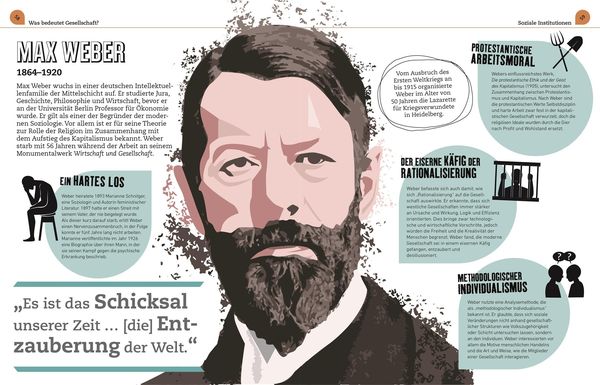 Was bedeutet Gesellschaft?
Soziale Institutionen
MAX WEBER
1864–1920
Max Weber wuchs in einer deutschen Intellektuel-
lenfamilie der Mittelschicht auf. Er studierte Jura,
Geschichte, Philosophie und Wirtschaft, bevor er
an der Universität Berlin Professor für Ökonomie
wurde. Er gilt als einer der Begründer der moder-
nen Soziologie. Vor allem ist er für seine Theorie
zur Rolle der Religion im Zusammenhang mit
dem Aufstieg des Kapitalismus bekannt. Weber
starb mit 56 Jahren während der Arbeit an seinem
Monumentalwerk Wirtschaft und Gesellschaft.
EIN HARTES LOS
Weber heiratete 1893 Marianne Schnitger,
eine Soziologin und Autorin feministischer
Literatur. 1897 hatte er einen Streit mit
seinem Vater, der nie beigelegt wurde.
Als dieser kurz darauf starb, erlitt Weber
einen Nervenzusammenbruch, in der Folge
konnte er fünf Jahre lang nicht arbeiten.
Marianne veröffentlichte im Jahr 1926
eine Biographie über ihren Mann, in der
sie seinen Kampf gegen die psychische
Erkrankung beschrieb.
„Es ist das Schicksal
unserer Zeit … [die] Ent-
zauberung der Welt.“
Vom Ausbruch des
Ersten Weltkriegs an
bis 1915 organisierte
Weber im Alter von
50 Jahren die Lazarette
für Kriegsverwundete
in Heidelberg.
PROTESTANTISCHE
ARBEITSMORAL
Webers einflussreichstes Werk,
Die protestantische Ethik und der Geist
des Kapitalismus (1905), untersucht den
Zusammenhang zwischen Protestantis-
mus und Kapitalismus. Nach Weber sind
die protestantischen Werte Selbstdisziplin
und harte Arbeit zwar fest in der kapitali-
stischen Gesellschaft verwurzelt, doch die
religiösen Ideale wurden durch die Gier
nach Profit und Wohlstand ersetzt.
DER EISERNE KÄFIG DER
RATIONALISIERUNG
Weber befasste sich auch damit, wie
sich „Rationalisierung“ auf die Gesell-
schaft auswirkte. Er erkannte, dass sich
westliche Gesellschaften immer stärker
an Ursache und Wirkung, Logik und Effizienz
orientierten. Dies bringe zwar technologi-
sche und wirtschaftliche Vorschritte, jedoch
würden die Freiheit und die Kreativität der
Menschen begrenzt. Weber fand, die moderne
Gesellschaft sei in einem eisernen Käfig
gefangen, entzaubert und
desillusioniert.
METHODOLOGISCHER
INDIVIDUALISMUS
Weber nutzte eine Analysemethode, die
als „methodologischer Individualismus“
bekannt ist. Er glaubte, dass sich soziale
Veränderungen nicht anhand gesellschaft-
licher Strukturen wie Volkszugehörigkeit
oder Schicht untersuchen lassen, sondern
an den Individuen. Weber interessierten vor
allem die Motive menschlichen Handelns
und die Art und Weise, wie die Mitglieder
einer Gesellschaft interagieren.